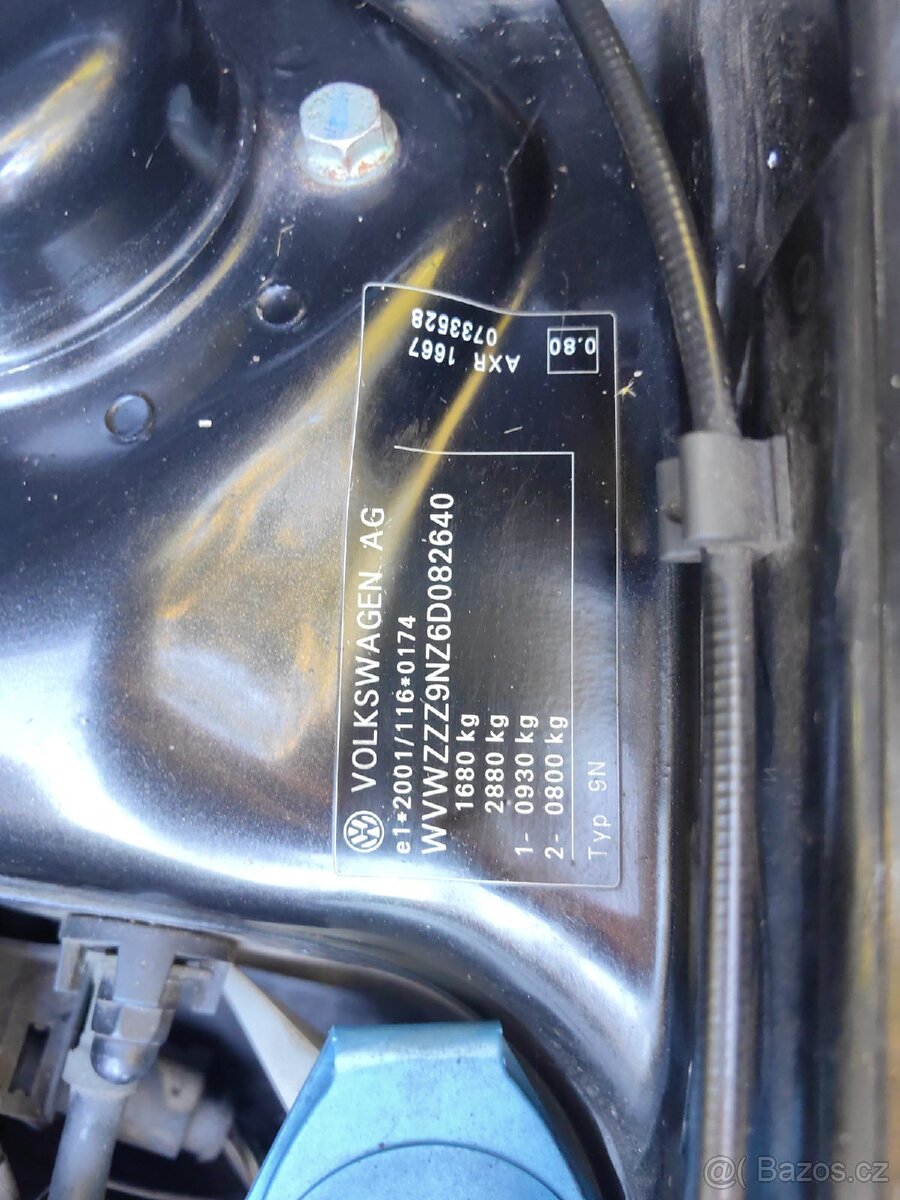 VOLKSWAGEN AG
e1*2001/116*0174
WVWZZZ9NZ6D082640
1680 kg
2880 kg
1- 0930 kg
2- 0800 kg
Typ 9N
0.80
AXR 1667
0733528
@( Bazos.cz